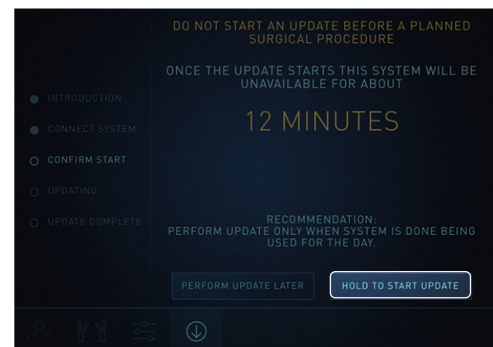 DO NOT START AN UPDATE BEFORE A PLANNED
SURGICAL PROCEDURE
ONCE THE UPDATE STARTS THIS SYSTEM WILL BE
UNAVAILABLE FOR ABOUT
12 MINUTES
INTRODUCTION
CONNECT SYSTEM
CONFIRM START
UPDATING
UPDATE COMPLETE
RECOMMENDATION:
PERFORM UPDATE ONLY WHEN SYSTEM IS DONE BEING
USED FOR THE DAY.
PERFORM UPDATE LATER
HOLD TO START UPDATE